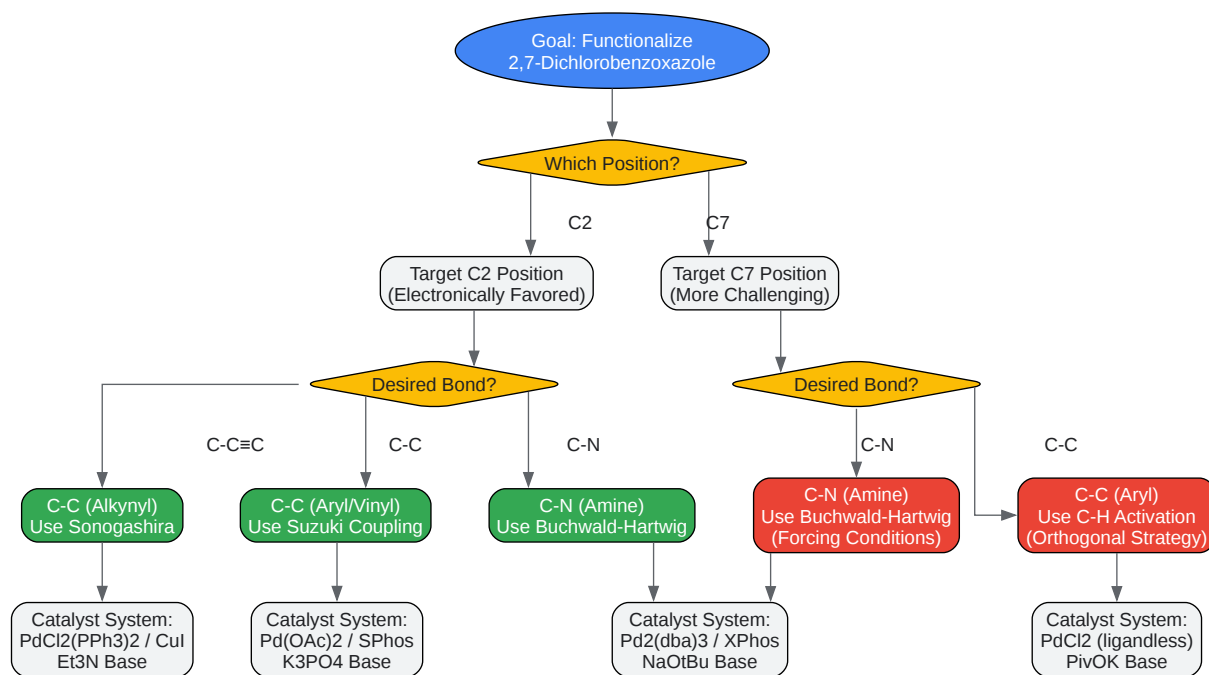 Goal: Functionalize
2,7-Dichlorobenzoxazole
Which Position?
C2
C7
Target C2 Position
(Electronically Favored)
Target C7 Position
(More Challenging)
Desired Bond?
Desired Bond?
C-C≡C
C-C
C-N
C-N
C-C
C-C (Alkynyl)
Use Sonogashira
C-C (Aryl/Vinyl)
Use Suzuki Coupling
C-N (Amine)
Use Buchwald-Hartwig
C-N (Amine)
Use Buchwald-Hartwig
(Forcing Conditions)
C-C (Aryl)
Use C-H Activation
(Orthogonal Strategy)
Catalyst System:
PdCl2(PPh3)2 / CuI
Et3N Base
Catalyst System:
Pd(OAc)2 / SPhos
K3PO4 Base
Catalyst System:
Pd2(dba)3 / XPhos
NaOtBu Base
Catalyst System:
PdCl2 (ligandless)
PivOK Base